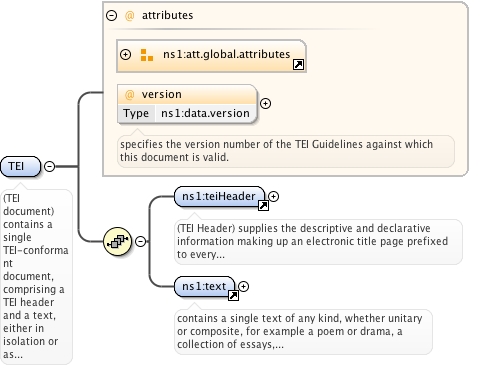 @ attributes
ns1:att.global.attributes
@ version
Type ns1:data.version
specifies the version number of the TEI Guidelines against which
this document is valid.
TEI
(TEI
document)
contains a
single
TEI-conforma
nt
document,
comprising a
TEI header
and a text,
either in
isolation or
as...
ns1:teiHeader
(TEI Header) supplies the descriptive and declarative
information making up an electronic title page prefixed
to every...
ns1:text
contains a single text of any kind, whether unitary
or composite, for example a poem or drama, a
collection of essays,...